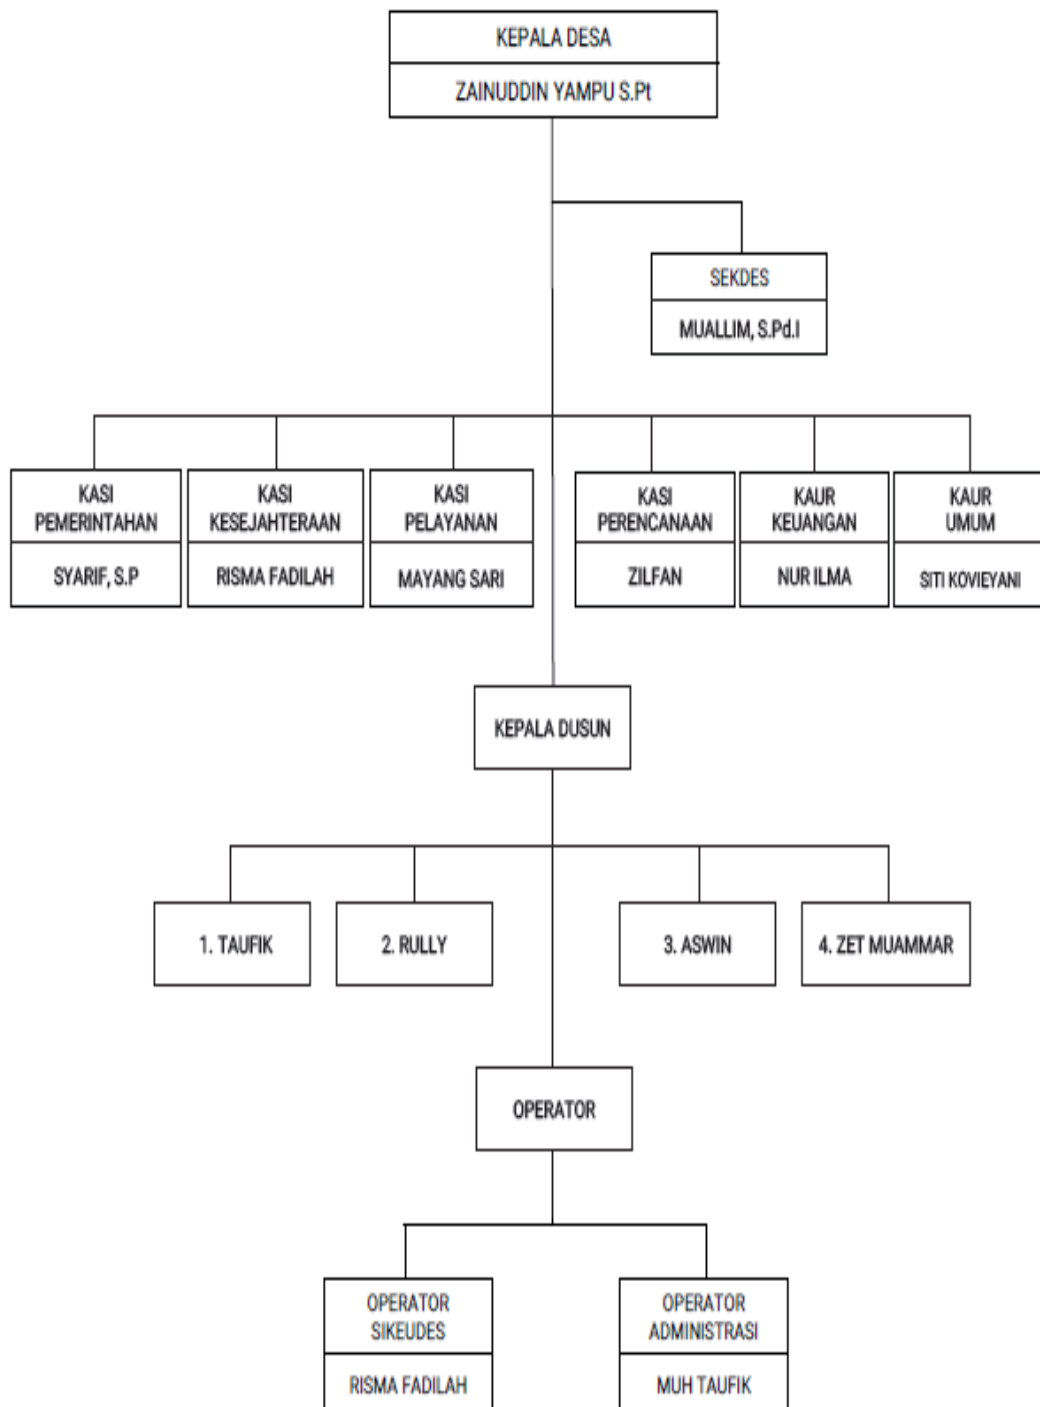 KEPALA DESA
ZAINUDDIN YAMPU S.Pt
SEKDES
MUALLIM, S.Pd.I
KASI
PEMERINTAHAN
SYARIF, S.P
KASI
KESEJAHTERAAN
RISMA FADILAH
KASI
PELAYANAN
MAYANG SARI
KASI
PERENCANAAN
ZILFAN
KAUR
KEUANGAN
NUR ILMA
KAUR
UMUM
SITI KOVIEYANI
KEPALA DUSUN
1. TAUFIK
2. RULLY
3. ASWIN
4. ZET MUAMMAR
OPERATOR
OPERATOR
SIKEUDES
RISMA FADILAH
OPERATOR
ADMINISTRASI
MUH TAUFIK